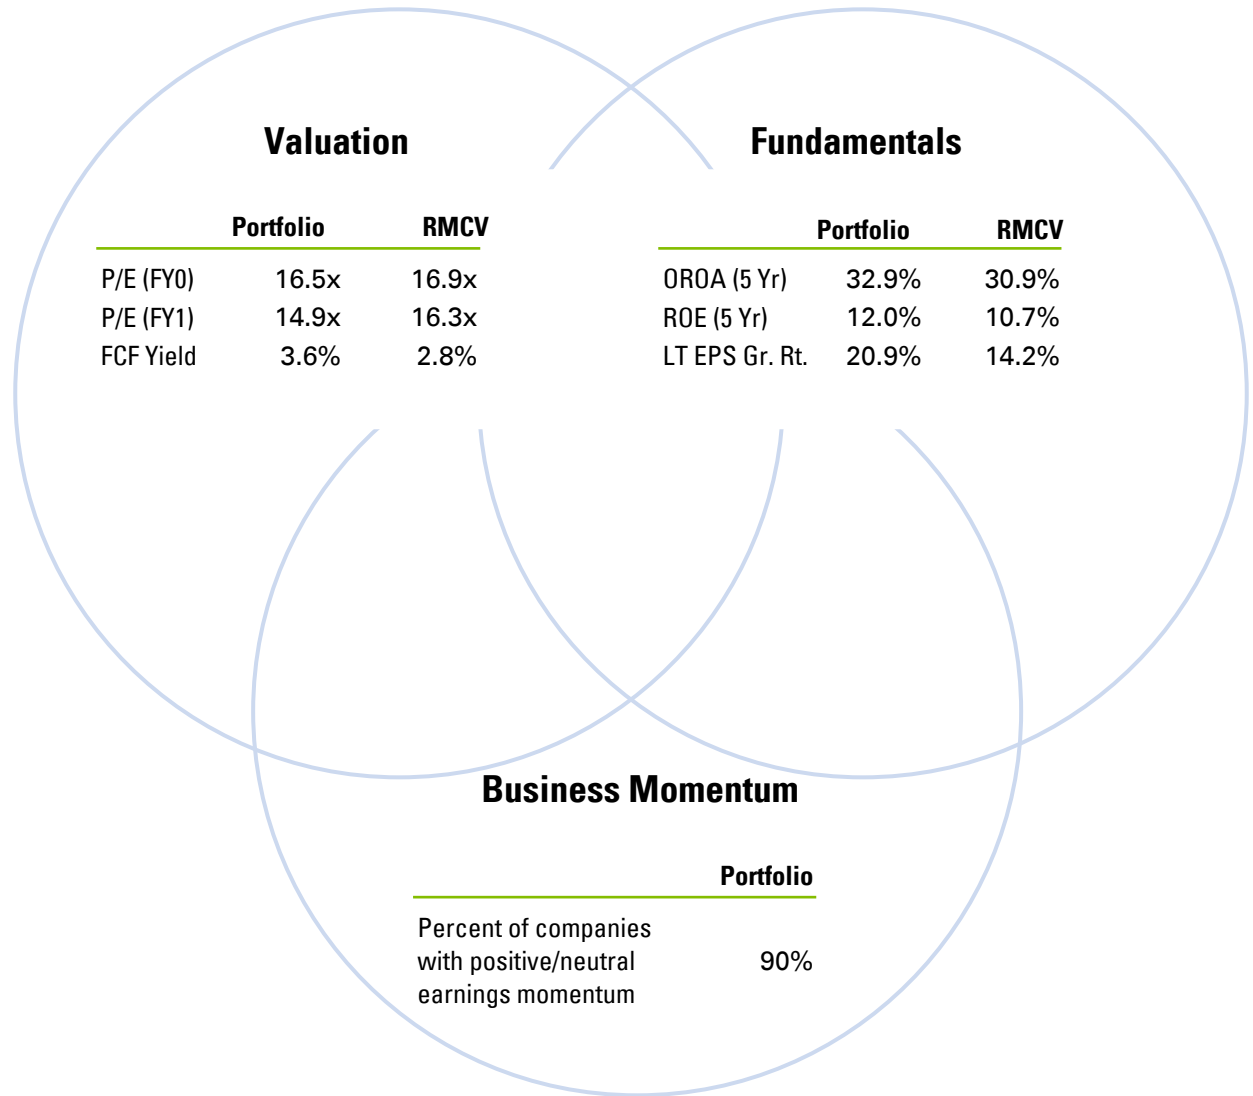 Valuation
Portfolio RMCV
P/E (FY0) 16.5x 16.9x
P/E (FY1) 14.9x 16.3x
FCF Yield 3.6% 2.8%
Fundamentals
Portfolio RMCV
OROA (5 Yr) 32.9% 30.9%
ROE (5 Yr) 12.0% 10.7%
LT EPS Gr. Rt. 20.9% 14.2%
Business Momentum
Portfolio
Percent of companies
with positive/neutral 90%
earnings momentum